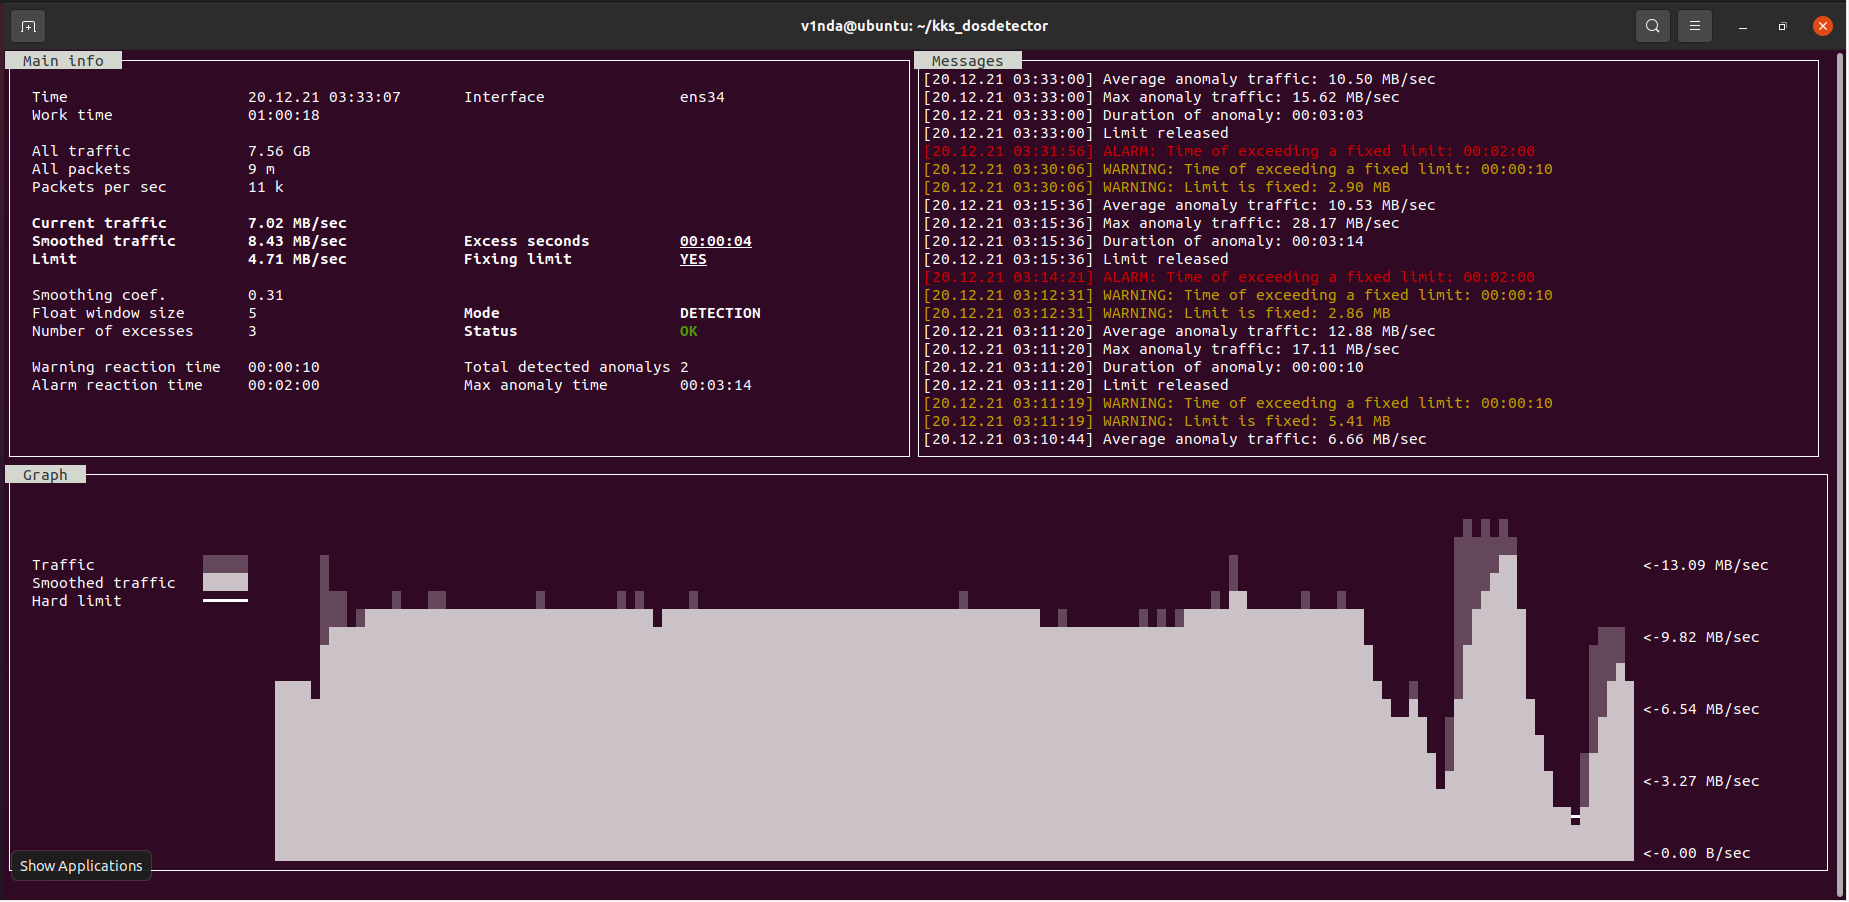 v1nda@ubuntu: ~/kks_dosdetector
Main info
Time 20.12.21 03:33:07 Interface ens34
Work time 01:00:18
All traffic 7.56 GB
All packets 9 m
Packets per sec 11 k
Current traffic 7.02 MB/sec
Smoothed traffic 8.43 MB/sec Excess seconds 00:00:04
Limit 4.71 MB/sec Fixing limit YES
Smoothing coef. 0.31
Float window size 5 Mode DETECTION
Number of excesses 3 Status OK
Warning reaction time 00:00:10 Total detected anomalys 2
Alarm reaction time 00:02:00 Max anomaly time 00:03:14
Messages
[20.12.21 03:33:00] Average anomaly traffic: 10.50 MB/sec
[20.12.21 03:33:00] Max anomaly traffic: 15.62 MB/sec
[20.12.21 03:33:00] Duration of anomaly: 00:03:03
[20.12.21 03:33:00] Limit released
[20.12.21 03:31:56] ALARM: Time of exceeding a fixed limit: 00:02:00
[20.12.21 03:30:06] WARNING: Time of exceeding a fixed limit: 00:00:10
[20.12.21 03:30:06] WARNING: Limit is fixed: 2.90 MB
[20.12.21 03:15:36] Average anomaly traffic: 10.53 MB/sec
[20.12.21 03:15:36] Max anomaly traffic: 28.17 MB/sec
[20.12.21 03:15:36] Duration of anomaly: 00:03:14
[20.12.21 03:15:36] Limit released
[20.12.21 03:14:21] ALARM: Time of exceeding a fixed limit: 00:02:00
[20.12.21 03:12:31] WARNING: Time of exceeding a fixed limit: 00:00:10
[20.12.21 03:12:31] WARNING: Limit is fixed: 2.86 MB
[20.12.21 03:11:20] Average anomaly traffic: 12.88 MB/sec
[20.12.21 03:11:20] Max anomaly traffic: 17.11 MB/sec
[20.12.21 03:11:20] Duration of anomaly: 00:00:10
[20.12.21 03:11:20] Limit released
[20.12.21 03:11:19] WARNING: Time of exceeding a fixed limit: 00:00:10
[20.12.21 03:11:19] WARNING: Limit is fixed: 5.41 MB
[20.12.21 03:10:44] Average anomaly traffic: 6.66 MB/sec
Graph
Traffic
Smoothed traffic
Hard limit
<-13.09 MB/sec
<-9.82 MB/sec
<-6.54 MB/sec
<-3.27 MB/sec
<-0.00 B/sec
Show Applications